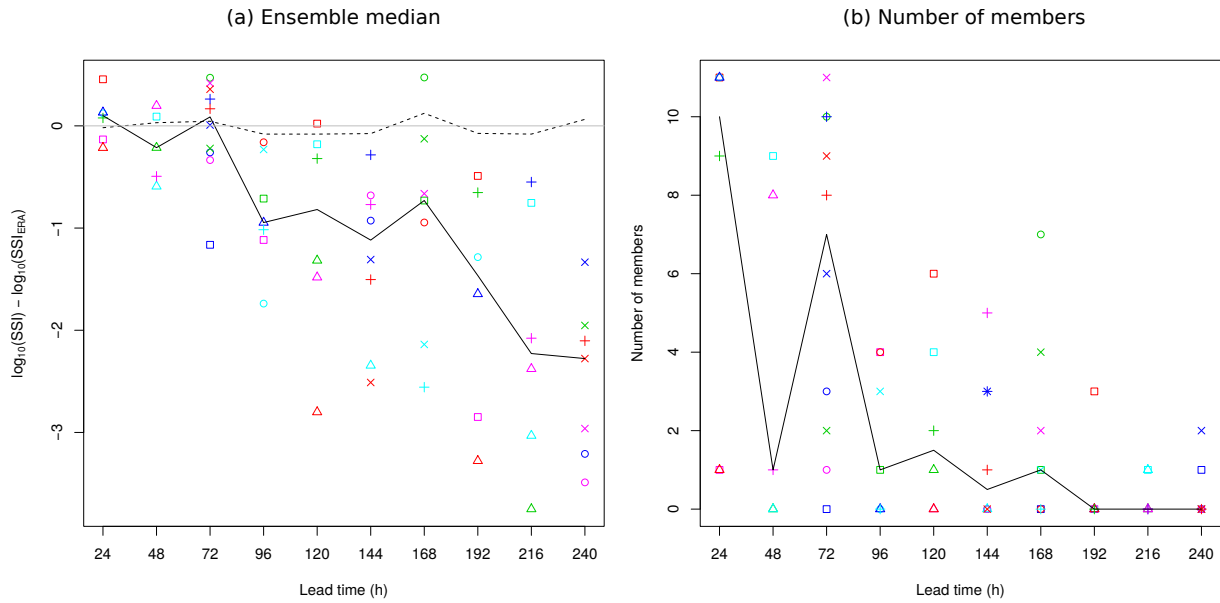 (a) Ensemble median
log10(SSI) − log10(SSIERA)
0
-1
-2
-3
24 48 72 96 120 144 168 192 216 240
Lead time (h)
(b) Number of members
Number of members
10
8
6
4
2
0
24 48 72 96 120 144 168 192 216 240
Lead time (h)